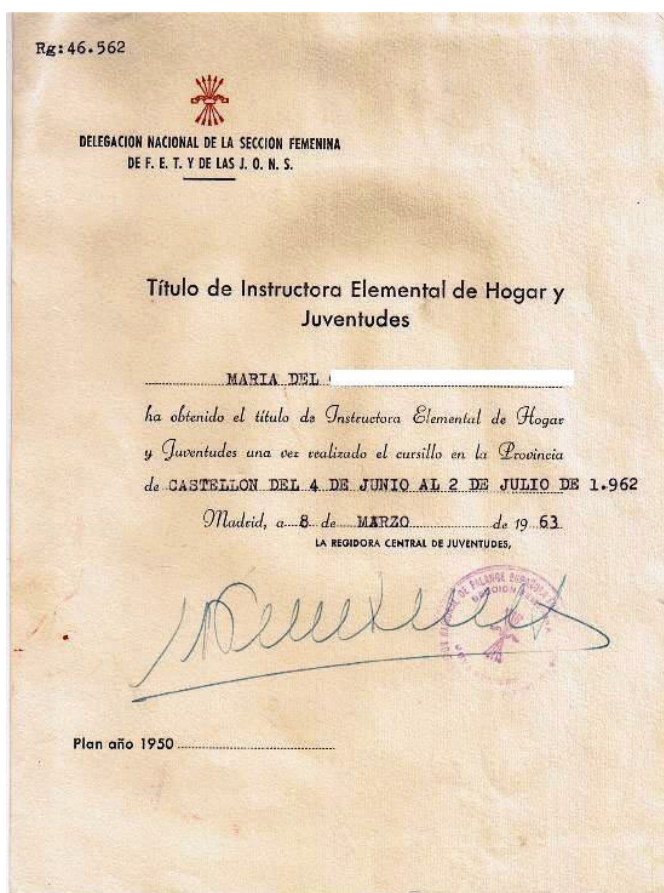 Rg:46.562
DELEGACION NACIONAL DE LA SECCION FEMENINA
DE F. E. T. Y DE LAS J. O. N. S.
Título de Instructora Elemental de Hogar y
Juventudes
MARIA DEL
ha obtenido el título de Instructora Elemental de Hogar
y Juventudes una vez realizado el cursillo en la Provincia
de CASTELLON DEL 4 DE JUNIO AL 2 DE JULIO DE 1.962
Madrid, a 8 de MARZO de 19 63
LA REGIDORA CENTRAL DE JUVENTUDES,
DE FALANGE ESPAÑOLA
Plan año 1950